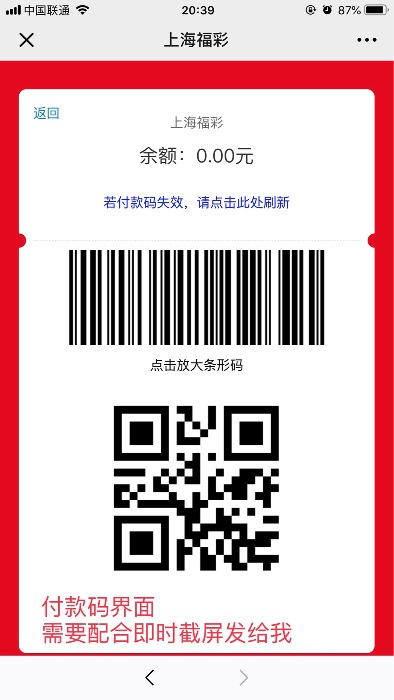 中国联通 20:39 87%
上海福彩
返回
上海福彩
余额：0.00元
若付款码失效，请点击此处刷新
点击放大条形码
付款码界面
需要配合即时截屏发给我